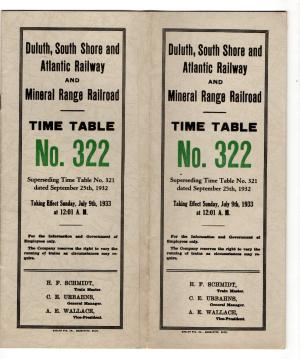 Duluth, South Shore and
Atlantic Railway
AND
Mineral Range Railroad
TIME TABLE
No. 322
Superseding Time Table No. 321
dated September 25th, 1932
Taking Effect Sunday, July 9th, 1933
at 12:01 A. M.
For the Information and Government of
Employees only.
The Company reserves the right to vary the
running of trains as circumstances may re-
quire.
H. F. SCHMIDT,
Train Master.
C. E. URBAHNS,
General Manager.
A. E. WALLACE,
Vice-President.
Duluth, South Shore and
Atlantic Railway
AND
Mineral Range Railroad
TIME TABLE
No. 322
Superseding Time Table No. 321
dated September 25th, 1932
Taking Effect Sunday, July 9th, 1933
at 12:01 A. M.
For the Information and Government of
Employees only.
The Company reserves the right to vary the
running of trains as circumstances may re-
quire.
H. F. SCHMIDT,
Train Master.
C. E. URBAHNS,
General Manager.
A. E. WALLACE,
Vice-President.